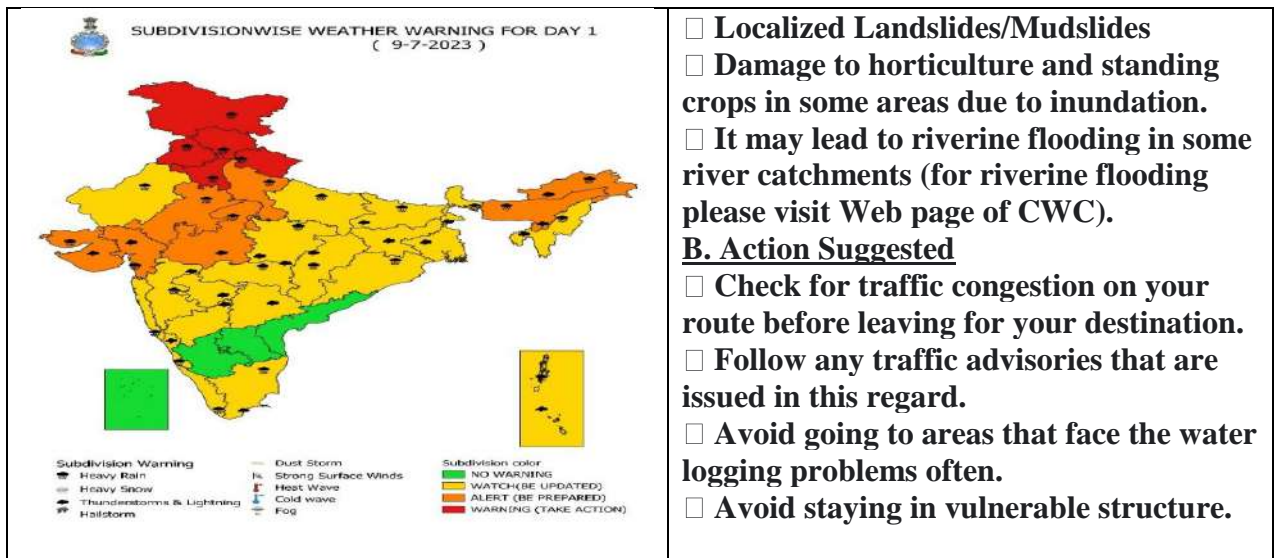 SUBDIVISIONWISE WEATHER WARNING FOR DAY 1
( 9-7-2023 )
Subdivision Warning
Heavy Rain
Heavy Snow
Thunderstorms & Lightning
Hailstorm
Dust Storm
Strong Surface Winds
Heat Wave
Cold wave
Fog
Subdivision color
NO WARNING
WATCH(BE UPDATED)
ALERT (BE PREPARED)
WARNING (TAKE ACTION)
□ Localized Landslides/Mudslides
□ Damage to horticulture and standing
crops in some areas due to inundation.
□ It may lead to riverine flooding in some
river catchments (for riverine flooding
please visit Web page of CWC).
B. Action Suggested
□ Check for traffic congestion on your
route before leaving for your destination.
□ Follow any traffic advisories that are
issued in this regard.
□ Avoid going to areas that face the water
logging problems often.
□ Avoid staying in vulnerable structure.